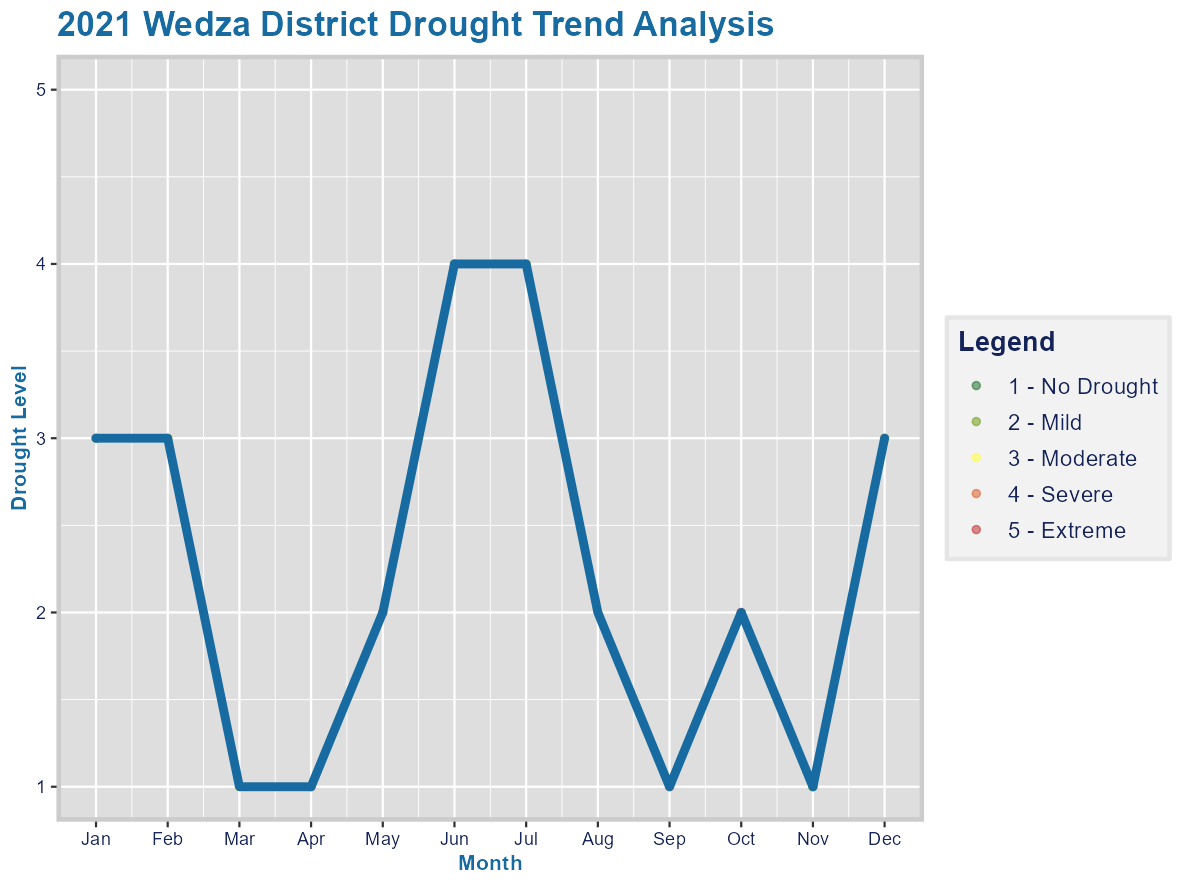 2021 Wedza District Drought Trend Analysis
Drought Level
5
4
3
2
1
Jan Feb Mar Apr May Jun Jul Aug Sep Oct Nov Dec
Month
Legend
1 - No Drought
2 - Mild
3 - Moderate
4 - Severe
5 - Extreme